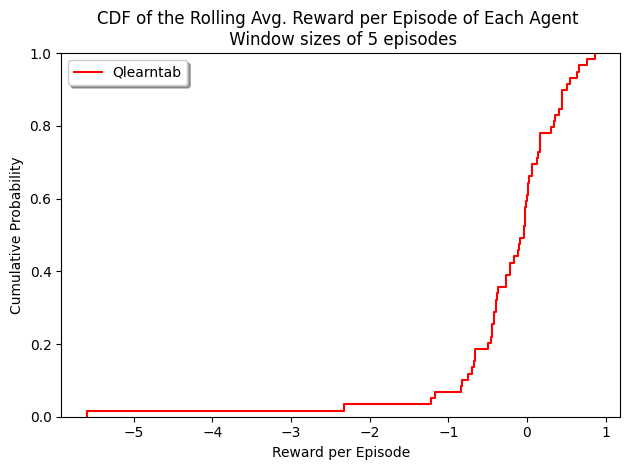 CDF of the Rolling Avg. Reward per Episode of Each Agent
Window sizes of 5 episodes
Qlearntab
Cumulative Probability
1.0
0.8
0.6
0.4
0.2
0.0
−5
−4
−3
−2
−1
0
1
Reward per Episode